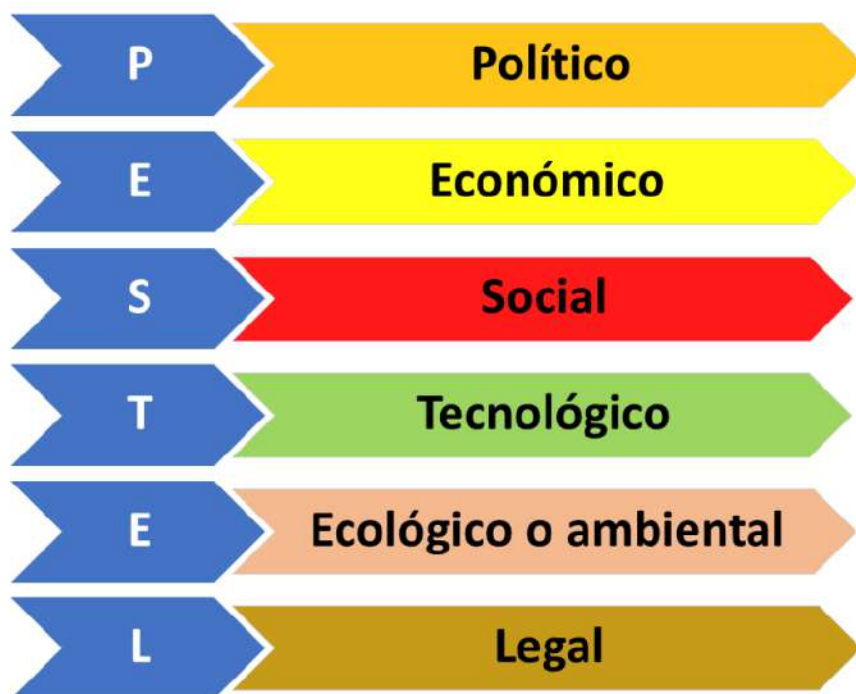 P Político
E Económico
S Social
T Tecnológico
E Ecológico o ambiental
L Legal